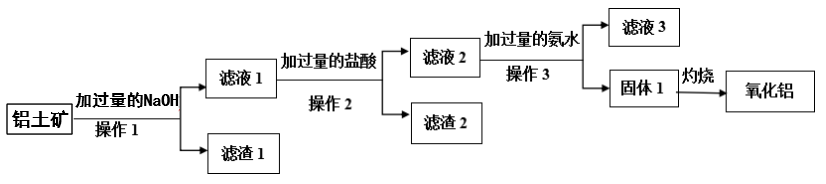 铝土矿
加过量的NaOH
操作1
滤液1
滤渣1
加过量的盐酸
操作2
滤液2
滤渣2
加过量的氨水
操作3
滤液3
固体1
灼烧
氧化铝